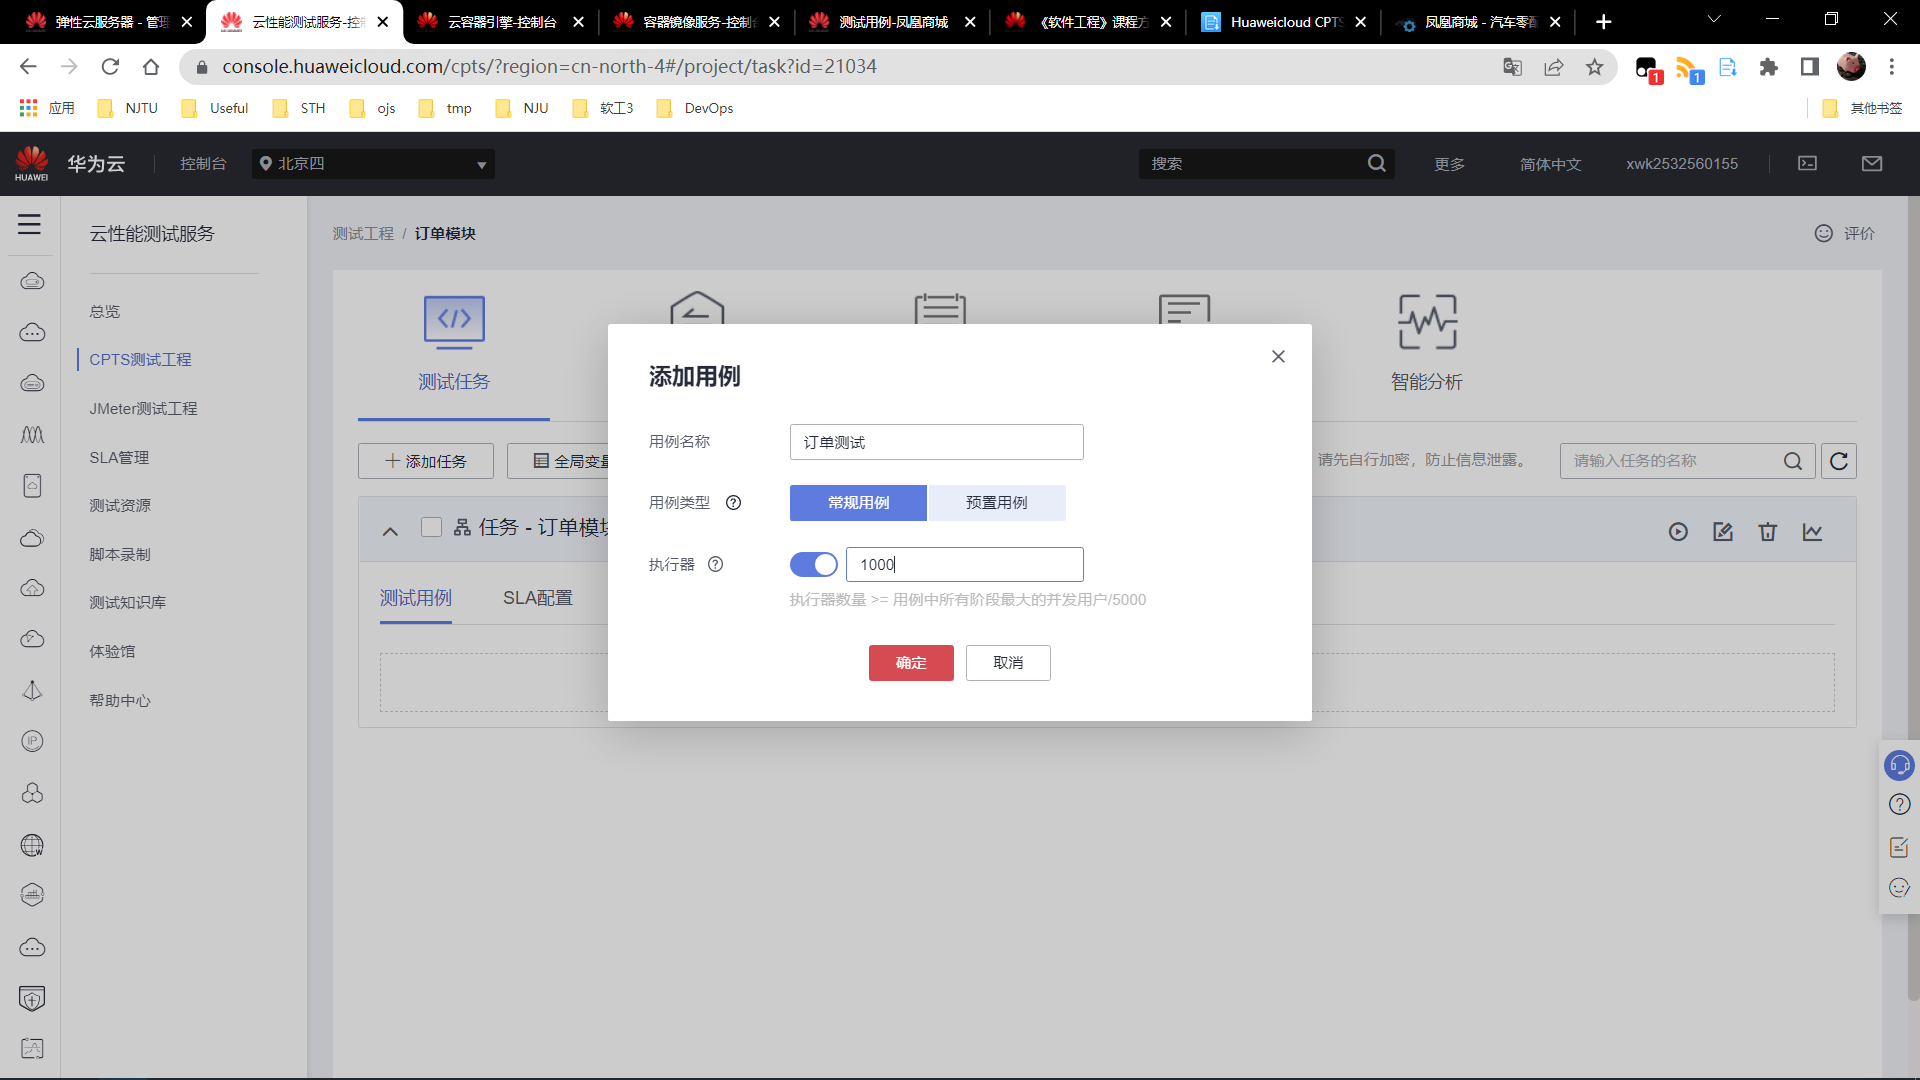 弹性云服务器 - 管理
云性能测试服务-控制
云容器引擎-控制台
容器镜像服务-控制台
测试用例-凤凰商城
《软件工程》课程方
Huaweicloud CPTS
凤凰商城 - 汽车零配
console.huaweicloud.com/cpts/?region=cn-north-4#/project/task?id=21034
1
1
应用
NJTU
Useful
STH
ojs
tmp
NJU
软工3
DevOps
其他书签
HUAWEI
华为云
控制台
北京四
搜索
更多
简体中文
xwk2532560155
云性能测试服务
总览
CPTS测试工程
JMeter测试工程
SLA管理
测试资源
脚本录制
测试知识库
体验馆
帮助中心
测试工程 / 订单模块
评价
测试任务
智能分析
添加任务
全局变量
请先自行加密，防止信息泄露。
请输入任务的名称
任务 - 订单模块
测试用例
SLA配置
添加用例
用例名称
订单测试
用例类型
常规用例
预置用例
执行器
1000
执行器数量 >= 用例中所有阶段最大的并发用户/5000
确定
取消
IP
W